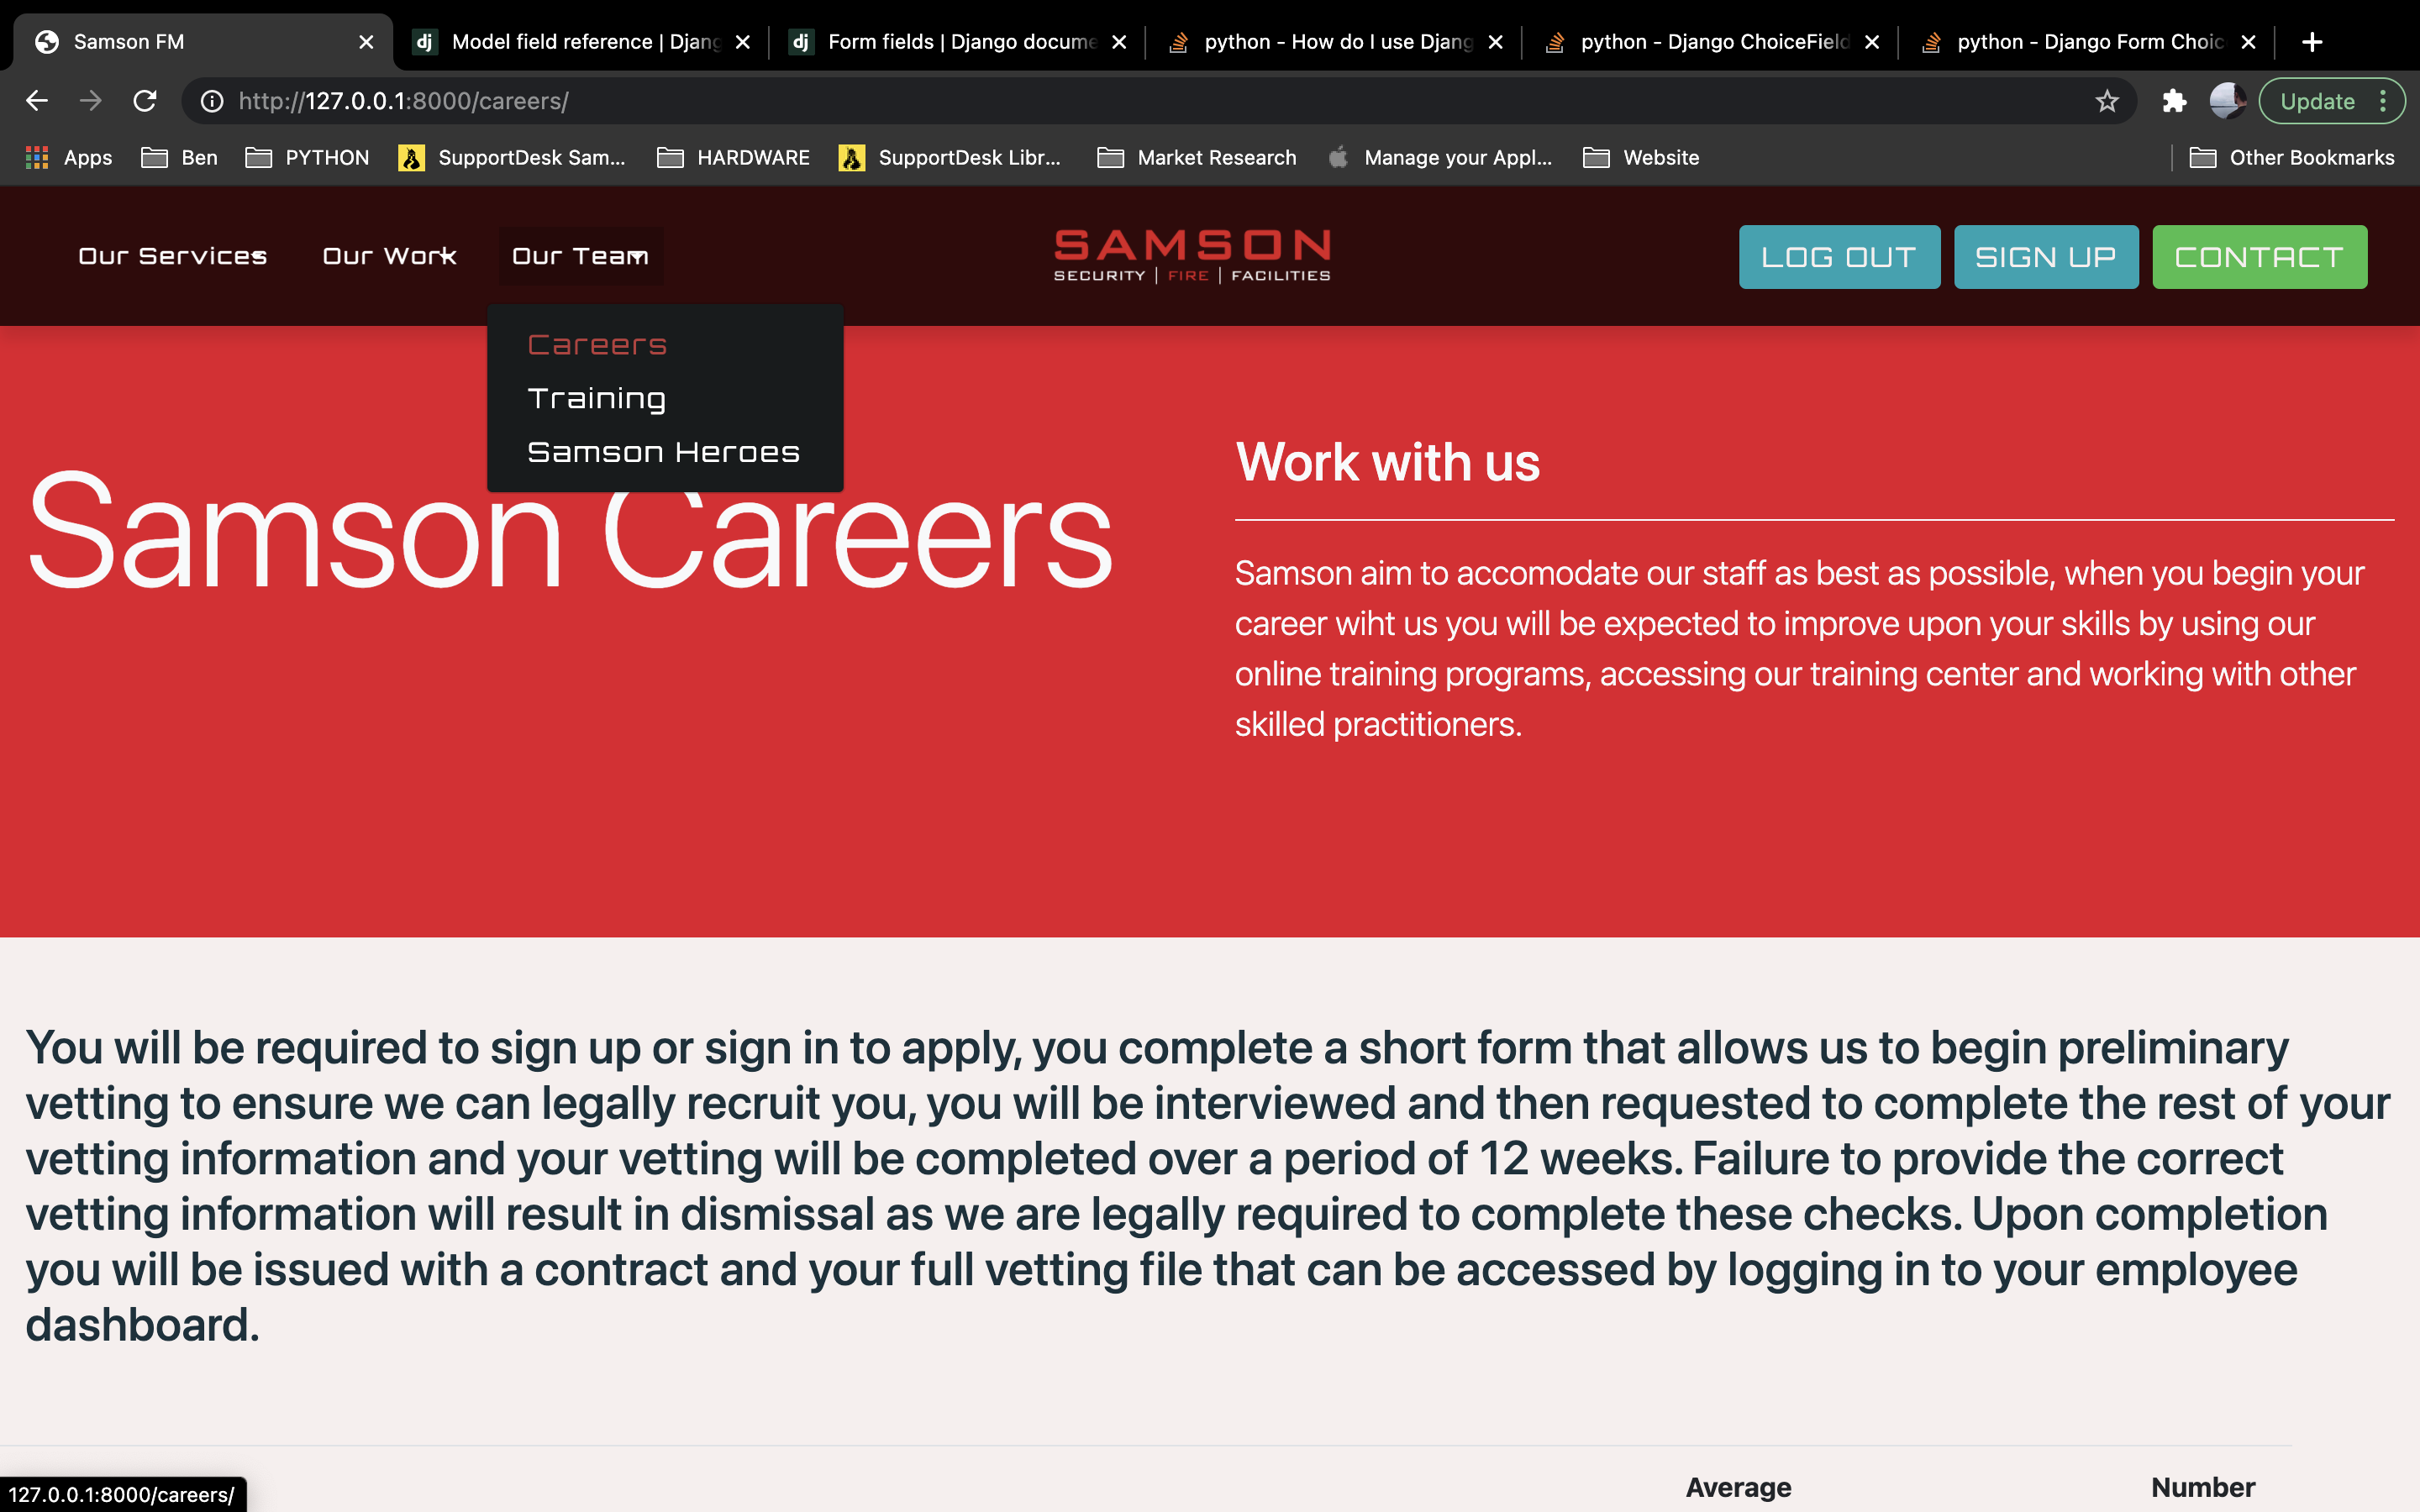 Samson FM
Model field reference | Djang
Form fields | Django docume
python - How do I use Djang
python - Django ChoiceField
python - Django Form Choic
http://127.0.0.1:8000/careers/
Update
Apps
Ben
PYTHON
SupportDesk Sam...
HARDWARE
SupportDesk Libr...
Market Research
Manage your Appl...
Website
Other Bookmarks
Our Services
Our Work
Our Team
SAMSON
SECURITY | FIRE | FACILITIES
LOG OUT
SIGN UP
CONTACT
Careers
Training
Samson Heroes
Samson Careers
Work with us
Samson aim to accomodate our staff as best as possible, when you begin your
career wiht us you will be expected to improve upon your skills by using our
online training programs, accessing our training center and working with other
skilled practitioners.
You will be required to sign up or sign in to apply, you complete a short form that allows us to begin preliminary
vetting to ensure we can legally recruit you, you will be interviewed and then requested to complete the rest of your
vetting information and your vetting will be completed over a period of 12 weeks. Failure to provide the correct
vetting information will result in dismissal as we are legally required to complete these checks. Upon completion
you will be issued with a contract and your full vetting file that can be accessed by logging in to your employee
dashboard.
Average
Number
127.0.0.1:8000/careers/